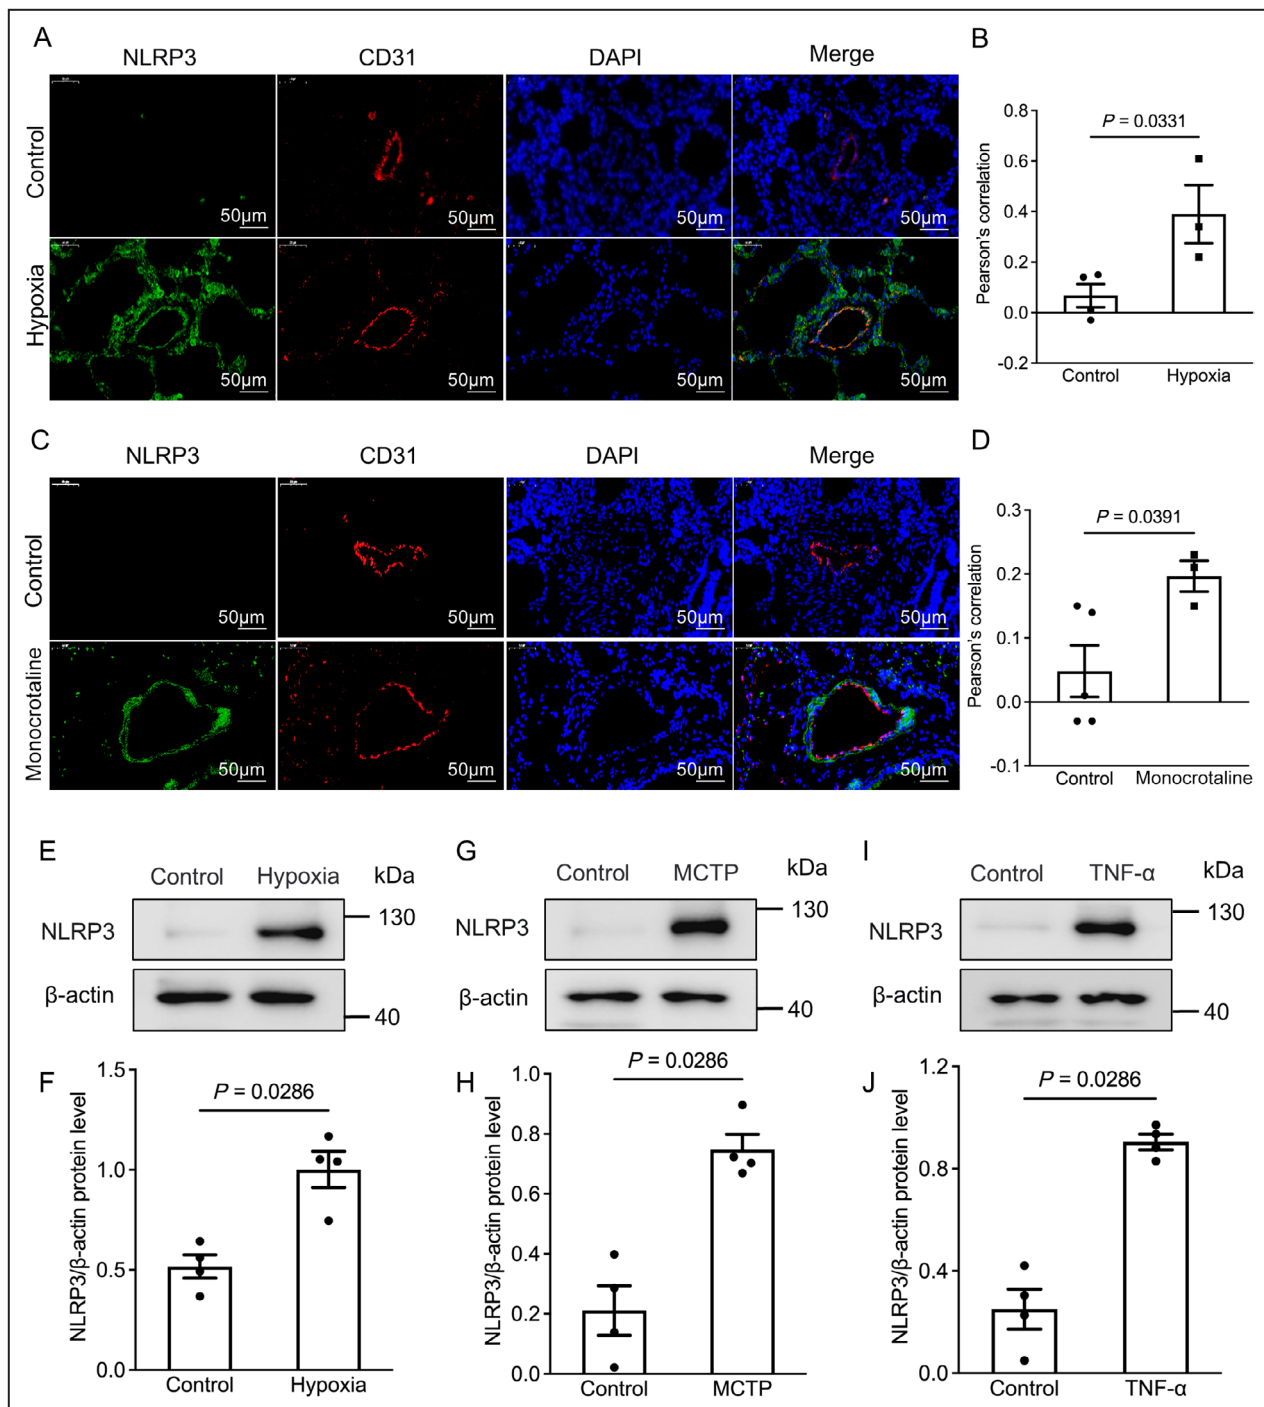 A
NLRP3 CD31 DAPI Merge
Control
50μm 50μm 50μm 50μm
Hypoxia
50μm 50μm 50μm 50μm
B
Pearson's correlation
P = 0.0331
0.8
0.6
0.4
0.2
0.0
-0.2
Control Hypoxia
C
NLRP3 CD31 DAPI Merge
Control
50μm 50μm 50μm 50μm
Monocrotaline
50μm 50μm 50μm 50μm
D
Pearson's correlation
P = 0.0391
0.3
0.2
0.1
0.0
-0.1
Control Monocrotaline
E
Control Hypoxia kDa
NLRP3 130
β-actin 40
G
Control MCTP kDa
NLRP3 130
β-actin 40
I
Control TNF-α kDa
NLRP3 130
β-actin 40
F
NLRP3/β-actin protein level
P = 0.0286
1.5
1.0
0.5
0.0
Control Hypoxia
H
NLRP3/β-actin protein level
P = 0.0286
1.0
0.8
0.6
0.4
0.2
0.0
Control MCTP
J
NLRP3/β-actin protein level
P = 0.0286
1.2
0.8
0.4
0.0
Control TNF-α